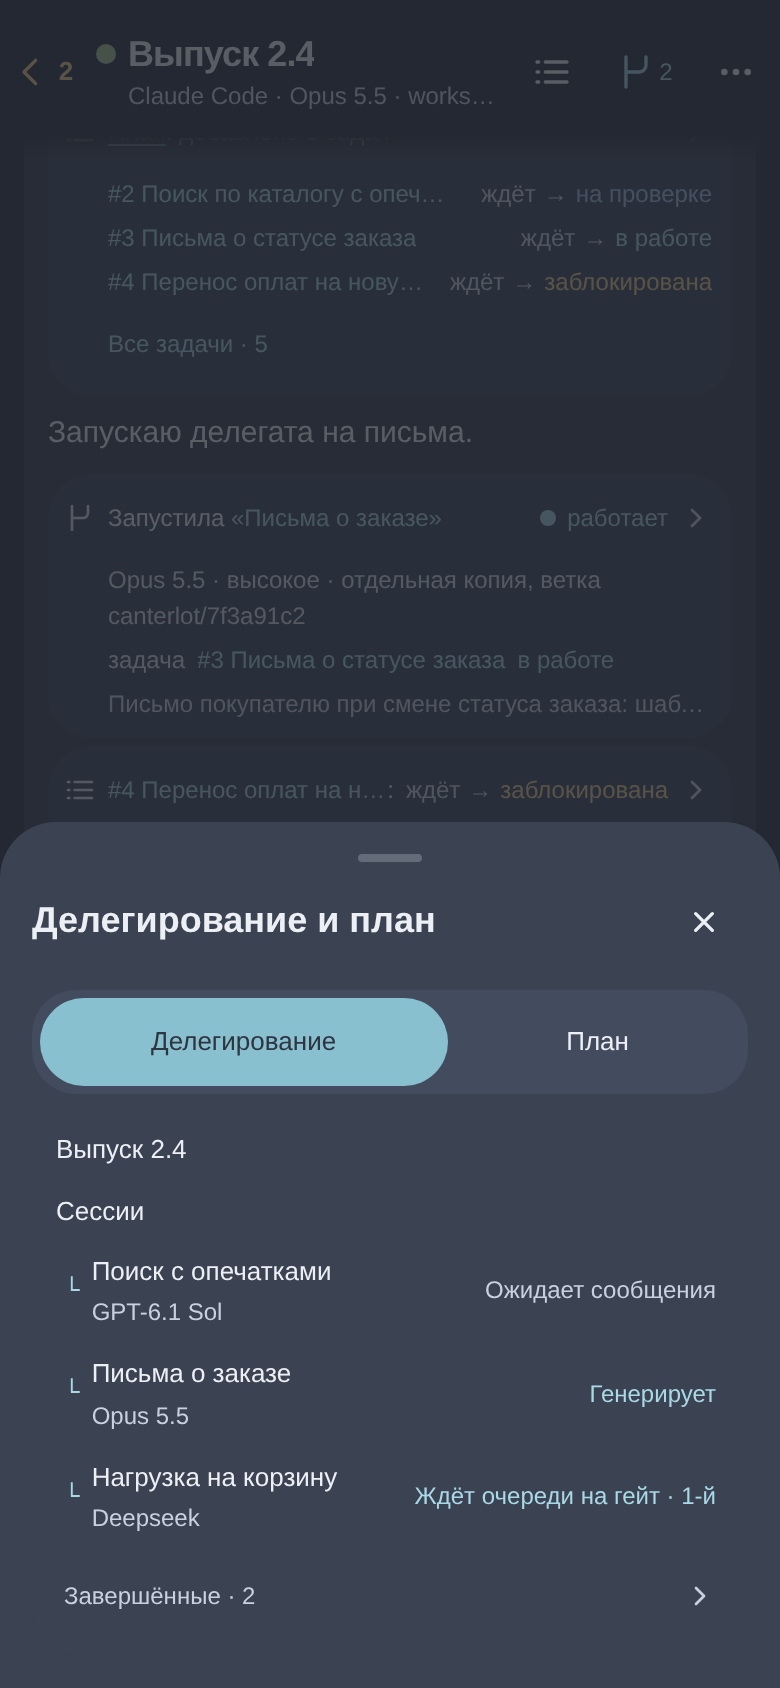 2
Выпуск 2.4
Claude Code · Opus 5.5 · works…
2
#2 Поиск по каталогу с опеч… ждёт → на проверке
#3 Письма о статусе заказа ждёт → в работе
#4 Перенос оплат на нову… ждёт → заблокирована
Все задачи · 5
Запускаю делегата на письма.
Запустила «Письма о заказе» работает
Opus 5.5 · высокое · отдельная копия, ветка
canterlot/7f3a91c2
задача #3 Письма о статусе заказа в работе
Письмо покупателю при смене статуса заказа: шаб…
#4 Перенос оплат на н…: ждёт → заблокирована
Делегирование и план
Делегирование
План
Выпуск 2.4
Сессии
Поиск с опечатками
GPT-6.1 Sol
Ожидает сообщения
Письма о заказе
Opus 5.5
Генерирует
Нагрузка на корзину
Deepseek
Ждёт очереди на гейт · 1-й
Завершённые · 2